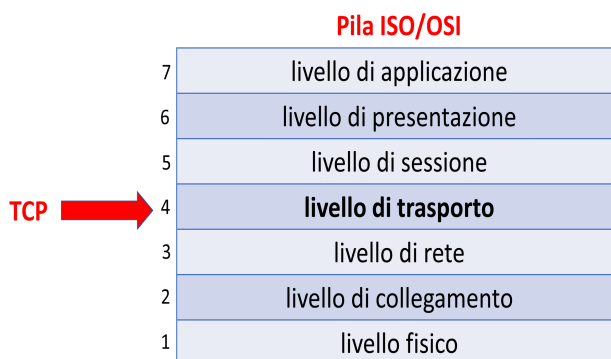 Pila ISO/OSI
7 livello di applicazione
6 livello di presentazione
5 livello di sessione
TCP 4 livello di trasporto
3 livello di rete
2 livello di collegamento
1 livello fisico